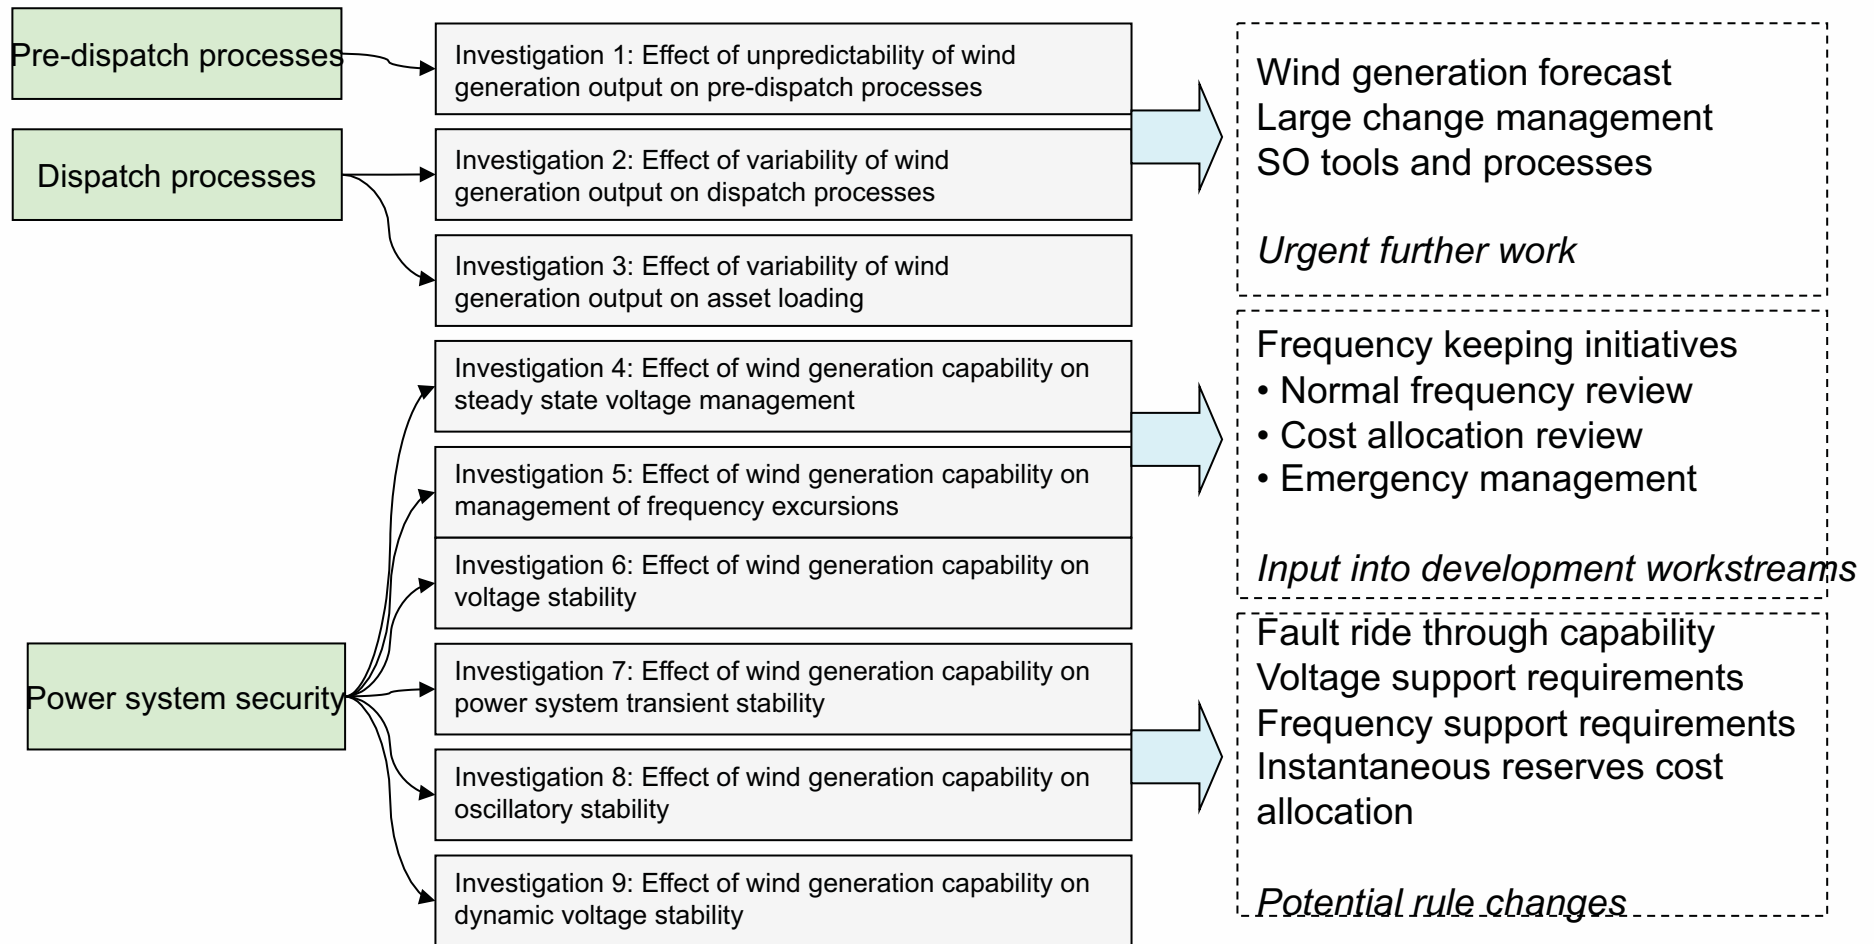 Pre-dispatch processes
Dispatch processes
Power system security
Investigation 1: Effect of unpredictability of wind
generation output on pre-dispatch processes
Investigation 2: Effect of variability of wind
generation output on dispatch processes
Investigation 3: Effect of variability of wind
generation output on asset loading
Investigation 4: Effect of wind generation capability on
steady state voltage management
Investigation 5: Effect of wind generation capability on
management of frequency excursions
Investigation 6: Effect of wind generation capability on
voltage stability
Investigation 7: Effect of wind generation capability on
power system transient stability
Investigation 8: Effect of wind generation capability on
oscillatory stability
Investigation 9: Effect of wind generation capability on
dynamic voltage stability
Wind generation forecast
Large change management
SO tools and processes
Urgent further work
Frequency keeping initiatives
• Normal frequency review
• Cost allocation review
• Emergency management
Input into development workstreams
Fault ride through capability
Voltage support requirements
Frequency support requirements
Instantaneous reserves cost
allocation
Potential rule changes